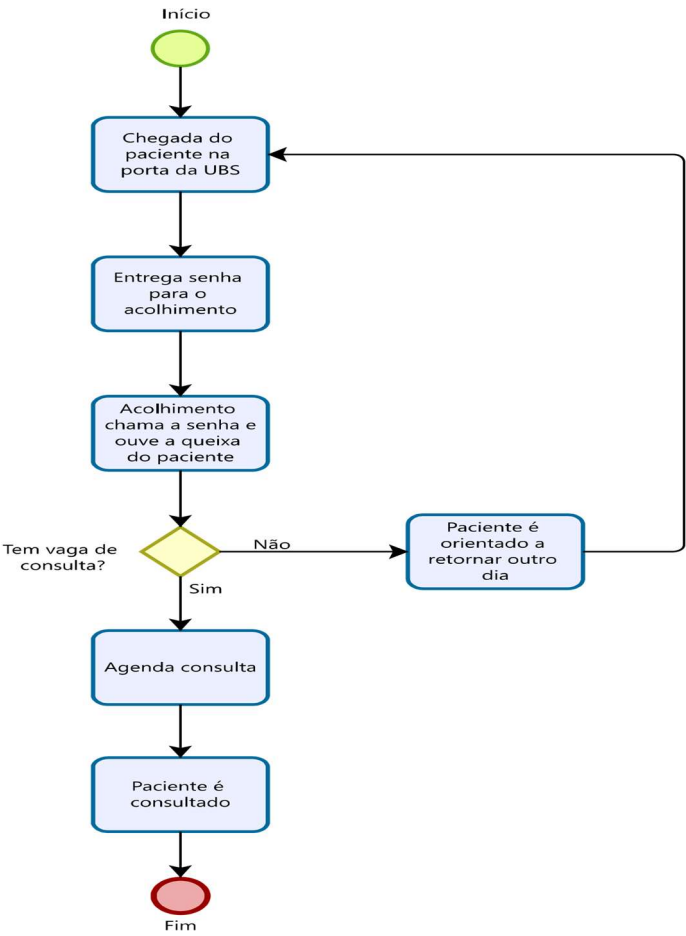 Início
Chegada do
paciente na
porta da UBS
Entrega senha
para o
acolhimento
Acolhimento
chama a senha e
ouve a queixa
do paciente
Tem vaga de
consulta?
Não
Paciente é
orientado a
retornar outro
dia
Sim
Agenda consulta
Paciente é
consultado
Fim